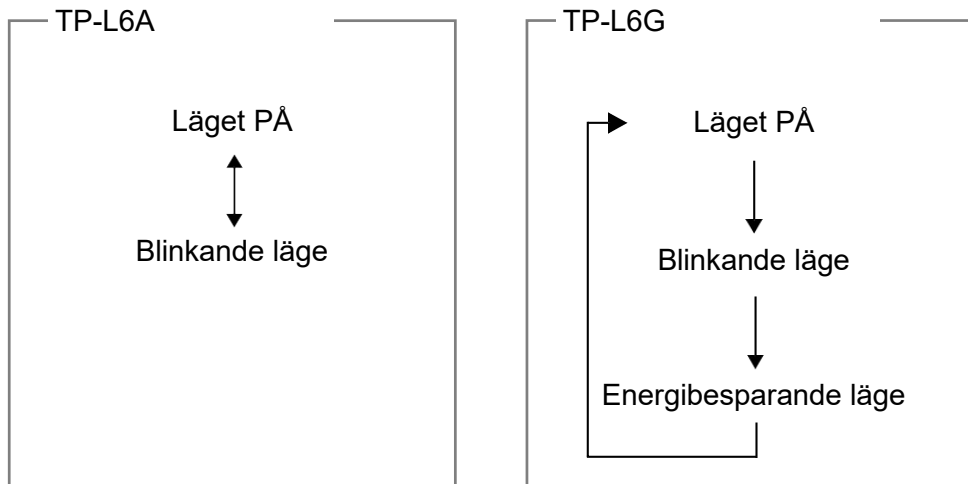 TP-L6A
Läget PÅ
Blinkande läge
TP-L6G
Läget PÅ
Blinkande läge
Energibesparande läge